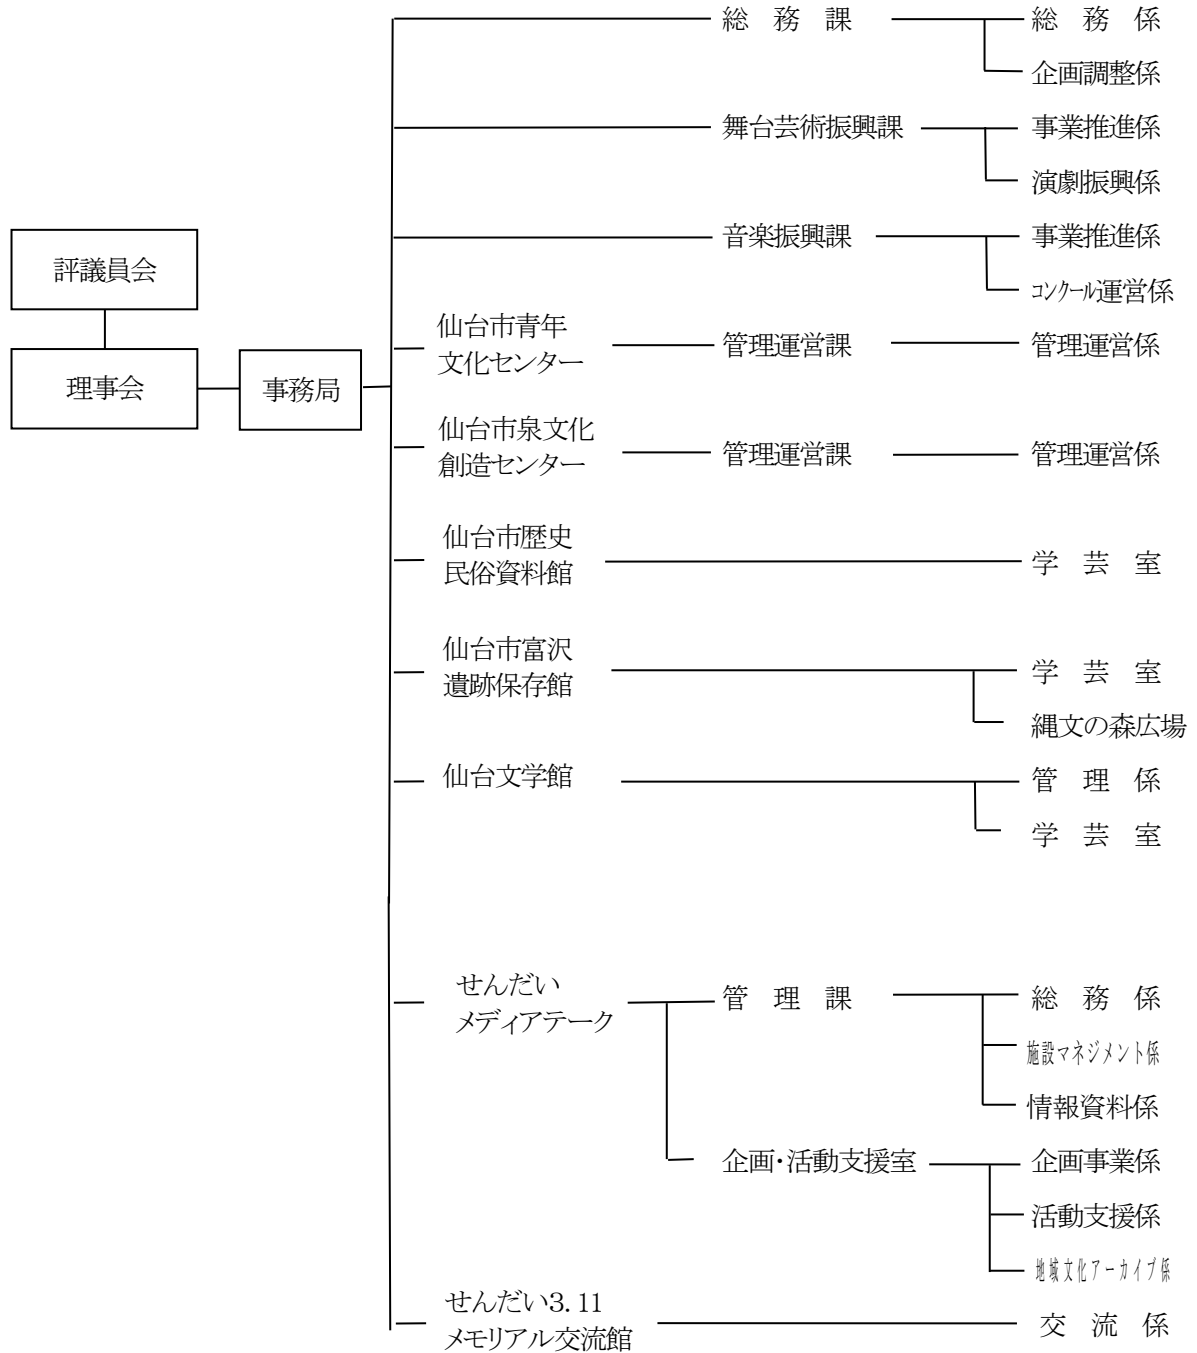 総務課
総務係
企画調整係
舞台芸術振興課
事業推進係
演劇振興係
音楽振興課
事業推進係
コンクール運営係
評議員会
理事会
事務局
仙台市青年
文化センター
管理運営課
管理運営係
仙台市泉文化
創造センター
管理運営課
管理運営係
仙台市歴史
民俗資料館
学芸室
仙台市富沢
遺跡保存館
学芸室
縄文の森広場
仙台文学館
管理係
学芸室
せんだい
メディアテーク
管理課
総務係
施設マネジメント係
情報資料係
企画・活動支援室
企画事業係
活動支援係
地域文化アーカイブ係
せんだい3.11
メモリアル交流館
交流係